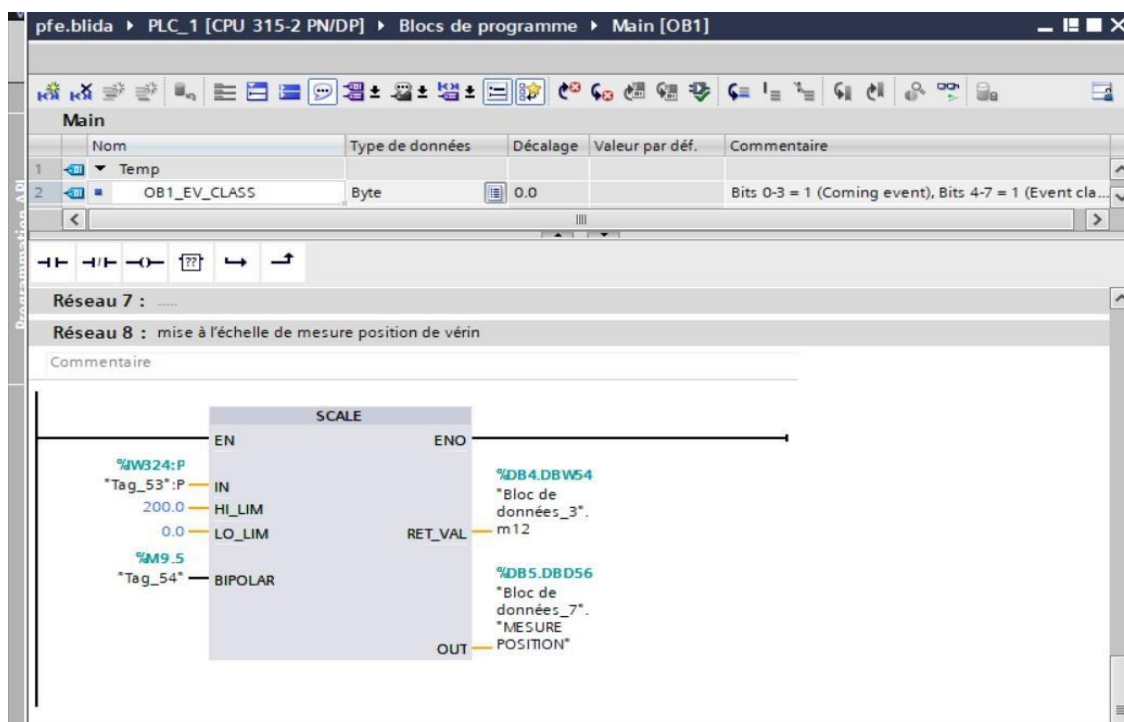 pfe.blida ▸ PLC_1 [CPU 315-2 PN/DP] ▸ Blocs de programme ▸ Main [OB1]
Main
Nom Type de données Décalage Valeur par déf. Commentaire
1 Temp
2 OB1_EV_CLASS Byte 0.0 Bits 0-3 = 1 (Coming event), Bits 4-7 = 1 (Event cla...
??
Réseau 7 : .....
Réseau 8 : mise à l'échelle de mesure position de vérin
Commentaire
SCALE
EN ENO
%IW324:P
"Tag_53":P IN
200.0 HI_LIM
0.0 LO_LIM
%M9.5
"Tag_54" BIPOLAR
%DB4.DBW54
"Bloc de
données_3".
RET_VAL m12
%DB5.DBD56
"Bloc de
données_7".
"MESURE
OUT POSITION"
Programmation API